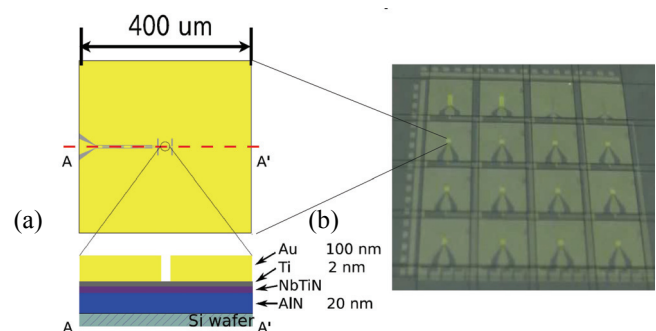 400 um
A
A'
(a)
(b)
Au 100 nm
Ti 2 nm
NbTiN
AlN 20 nm
A
Si wafer
A'